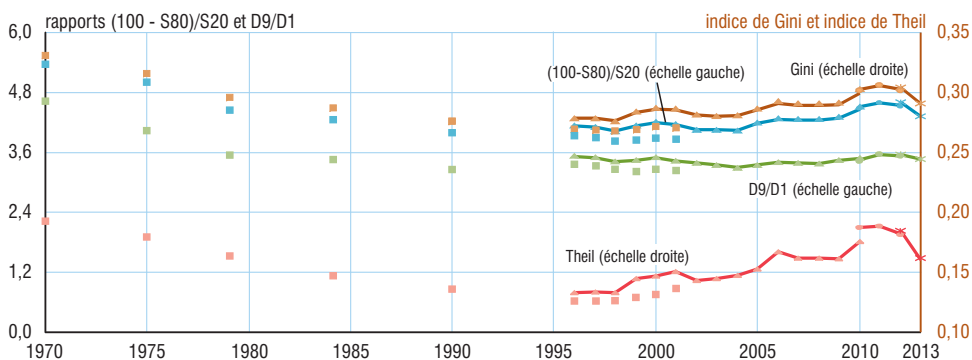 rapports (100 - S80)/S20 et D9/D1
indice de Gini et indice de Theil
6,0
0,35
(100-S80)/S20 (échelle gauche)
Gini (échelle droite)
4,8
0,30
3,6
0,25
D9/D1 (échelle gauche)
2,4
0,20
Theil (échelle droite)
1,2
0,15
0,0
0,10
1970 1975 1980 1985 1990 1995 2000 2005 2010 2013